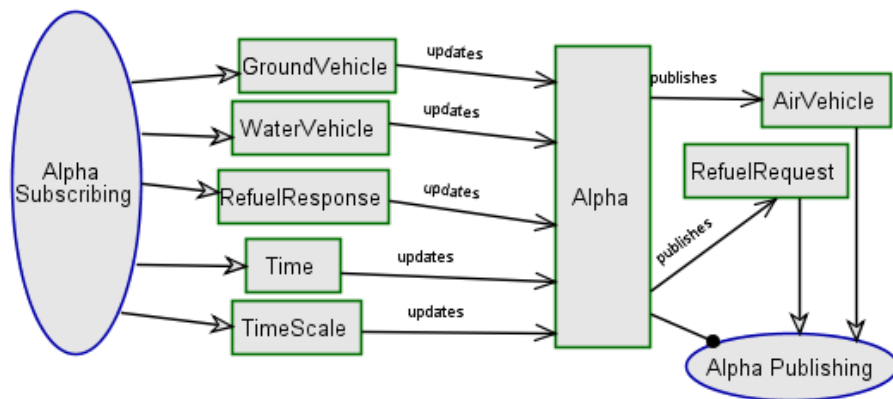 Alpha
Subscribing
GroundVehicle
WaterVehicle
RefuelResponse
Time
TimeScale
updates
updates
updates
updates
updates
Alpha
publishes
publishes
AirVehicle
RefuelRequest
Alpha Publishing